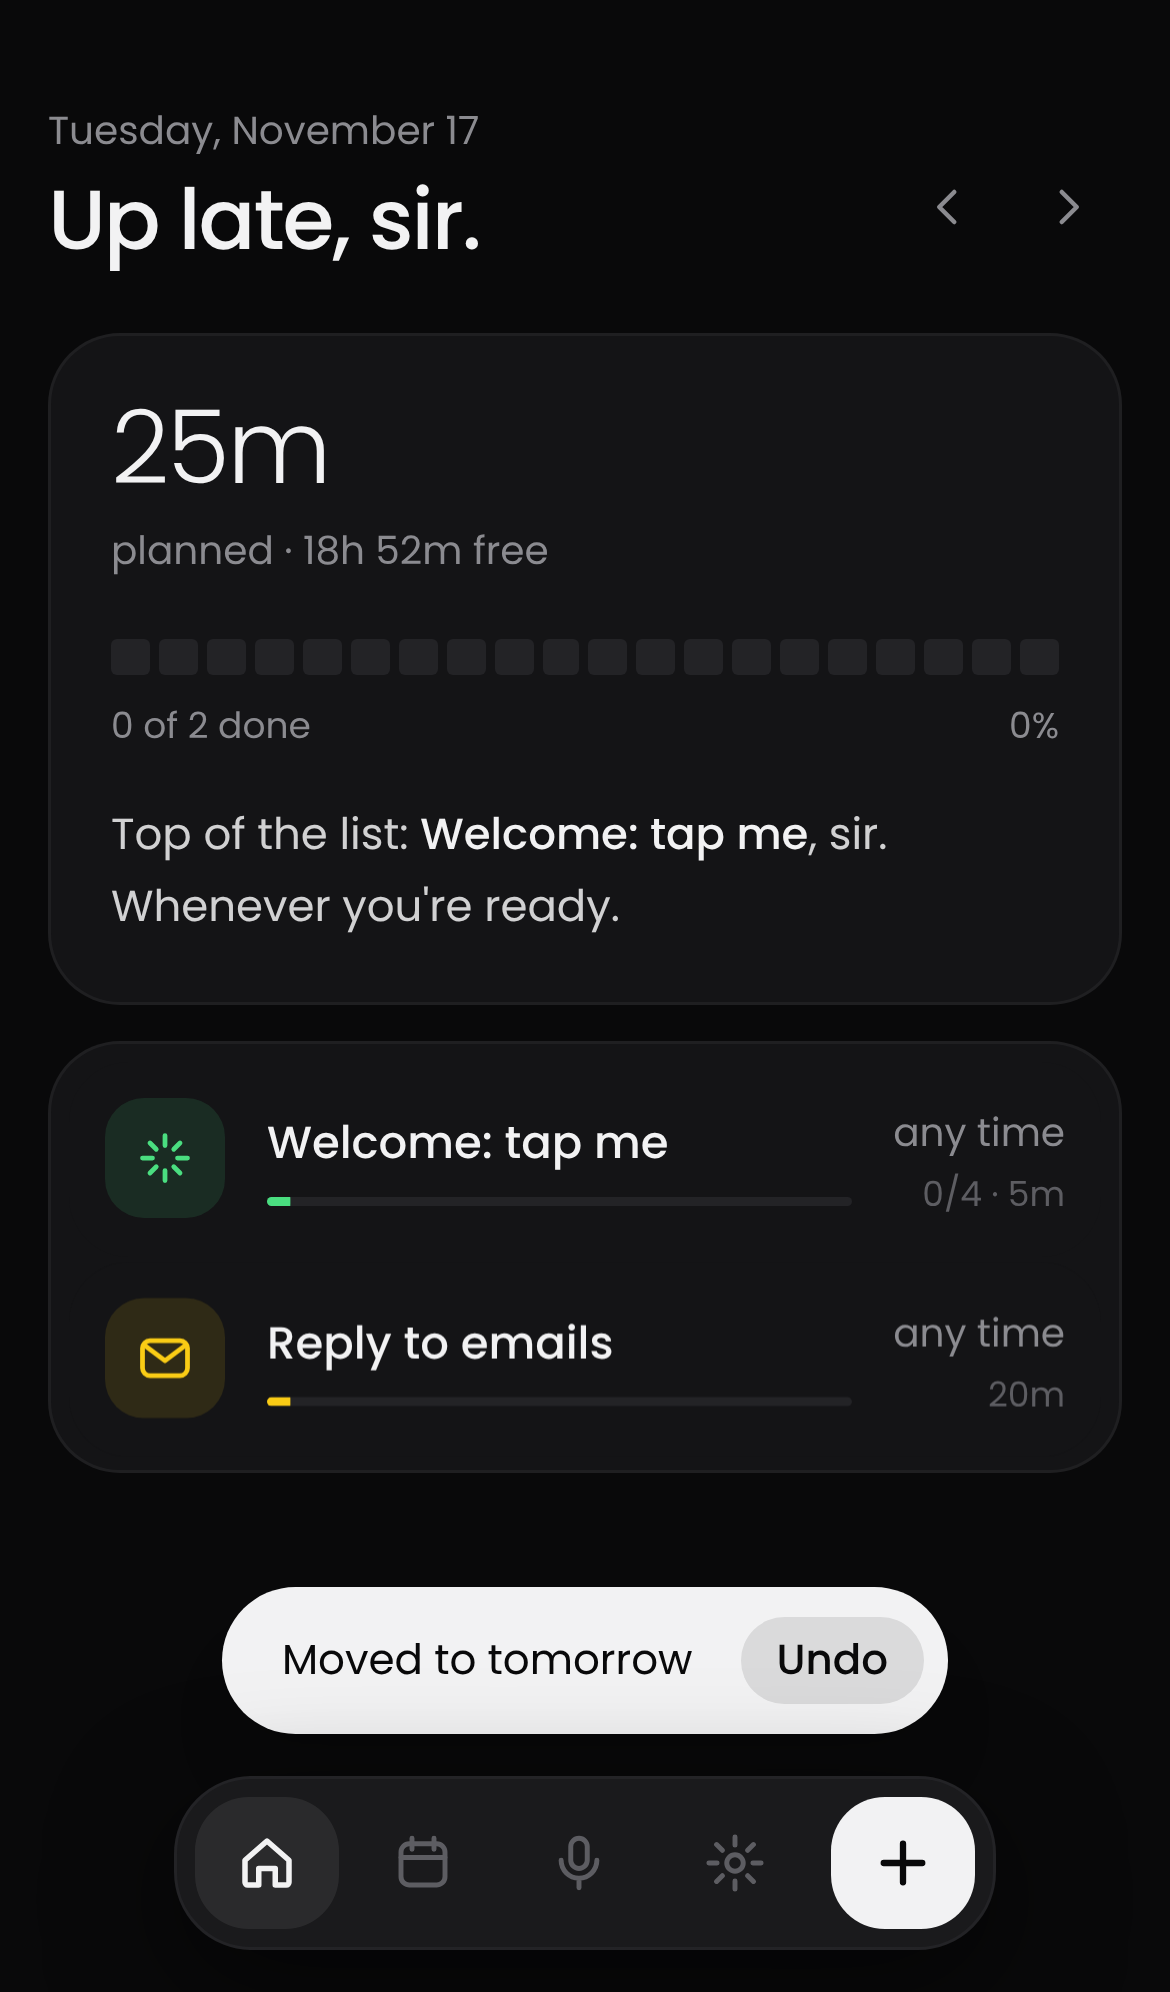 Tuesday, November 17
Up late, sir.
25m
planned · 18h 52m free
0 of 2 done
0%
Top of the list: Welcome: tap me, sir.
Whenever you're ready.
Welcome: tap me
any time
0/4 · 5m
Reply to emails
any time
20m
Moved to tomorrow
Undo